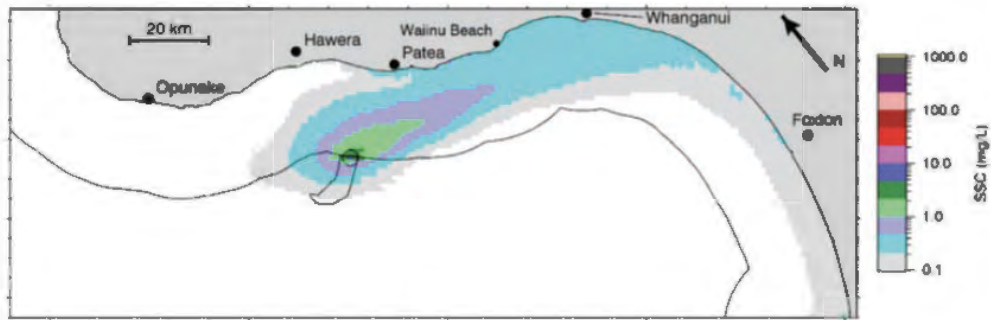 20 km
Hawera
Opunake
Patea
Waiinu Beach
Whanganui
N
Foxton
1000.0
100.0
10.0
1.0
0.1
SSC (mg/L)